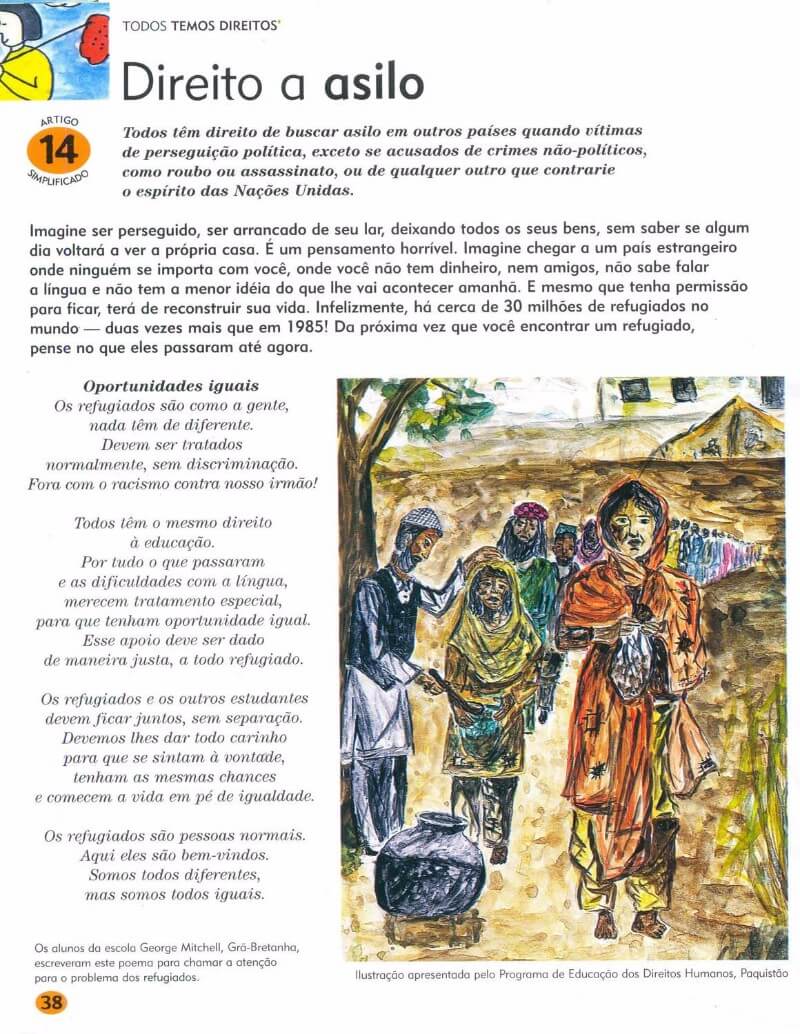 TODOS TEMOS DIREITOS
Direito a asilo
ARTIGO
14
SIMPLIFICADO
Todos têm direito de buscar asilo em outros países quando vítimas
de perseguição política, exceto se acusados de crimes não-políticos,
como roubo ou assassinato, ou de qualquer outro que contrarie
o espírito das Nações Unidas.
Imagine ser perseguido, ser arrancado de seu lar, deixando todos os seus bens, sem saber se algum
dia voltará a ver a própria casa. É um pensamento horrível. Imagine chegar a um país estrangeiro
onde ninguém se importa com você, onde você não tem dinheiro, nem amigos, não sabe falar
a língua e não tem a menor idéia do que lhe vai acontecer amanhã. E mesmo que tenha permissão
para ficar, terá de reconstruir sua vida. Infelizmente, há cerca de 30 milhões de refugiados no
mundo — duas vezes mais que em 1985! Da próxima vez que você encontrar um refugiado,
pense no que eles passaram até agora.
Oportunidades iguais
Os refugiados são como a gente,
nada têm de diferente.
Devem ser tratados
normalmente, sem discriminação.
Fora com o racismo contra nosso irmão!
Todos têm o mesmo direito
à educação.
Por tudo o que passaram
e as dificuldades com a língua,
merecem tratamento especial,
para que tenham oportunidade igual.
Esse apoio deve ser dado
de maneira justa, a todo refugiado.
Os refugiados e os outros estudantes
devem ficar juntos, sem separação.
Devemos lhes dar todo carinho
para que se sintam à vontade,
tenham as mesmas chances
e comecem a vida em pé de igualdade.
Os refugiados são pessoas normais.
Aqui eles são bem-vindos.
Somos todos diferentes,
mas somos todos iguais.
Os alunos da escola George Mitchell, Grã-Bretanha,
escreveram este poema para chamar a atenção
para o problema dos refugiados.
Ilustração apresentada pelo Programa de Educação dos Direitos Humanos, Paquistão
38